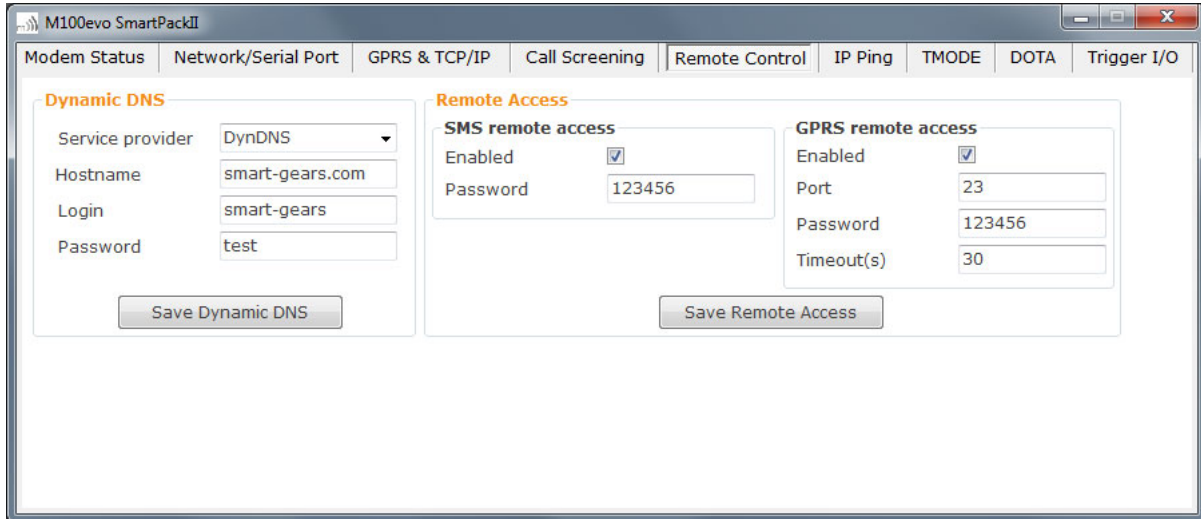 M100evo SmartPackII
Modem Status Network/Serial Port GPRS & TCP/IP Call Screening Remote Control IP Ping TMODE DOTA Trigger I/O
Dynamic DNS
Service provider DynDNS
Hostname smart-gears.com
Login smart-gears
Password test
Save Dynamic DNS
Remote Access
SMS remote access
Enabled
Password 123456
GPRS remote access
Enabled
Port 23
Password 123456
Timeout(s) 30
Save Remote Access